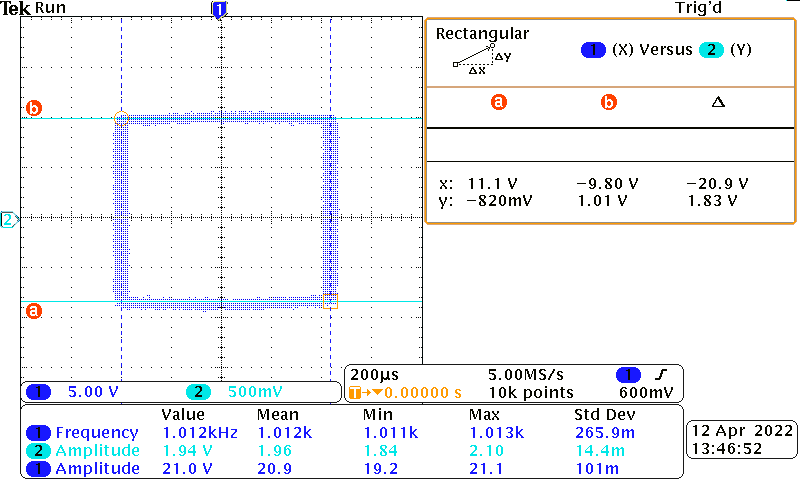 Tek Run Trig'd
1
Rectangular
Δy
Δx
1 (X) Versus 2 (Y)
a b Δ
x: 11.1 V −9.80 V −20.9 V
y: −820mV 1.01 V 1.83 V
b
2
a
1 5.00 V 2 500mV
200µs 5.00MS/s 1
T→▼0.00000 s 10k points 600mV
Value Mean Min Max Std Dev
1 Frequency 1.012kHz 1.012k 1.011k 1.013k 265.9m
2 Amplitude 1.94 V 1.96 1.84 2.10 14.4m
1 Amplitude 21.0 V 20.9 19.2 21.1 101m
12 Apr 2022
13:46:52